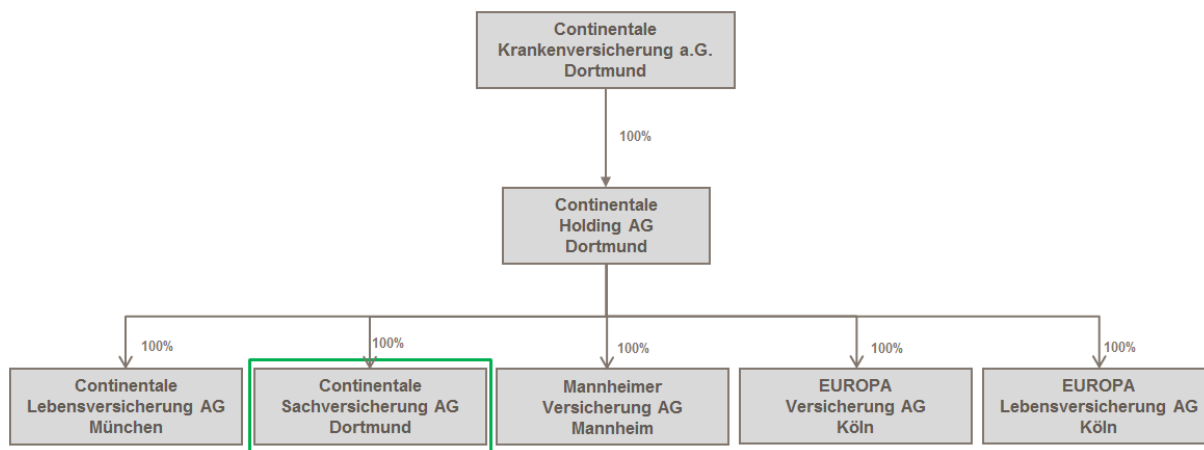 Continentale
Krankenversicherung a.G.
Dortmund
100%
Continentale
Holding AG
Dortmund
100%
100%
100%
100%
100%
Continentale
Lebensversicherung AG
München
Continentale
Sachversicherung AG
Dortmund
Mannheimer
Versicherung AG
Mannheim
EUROPA
Versicherung AG
Köln
EUROPA
Lebensversicherung AG
Köln